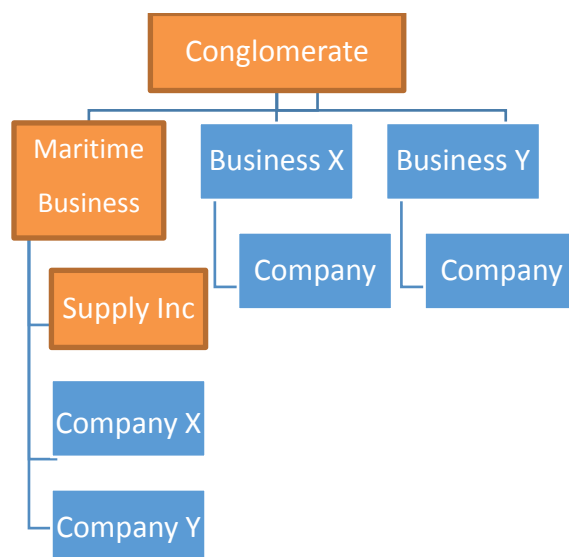 Conglomerate
Maritime
Business
Business X
Business Y
Company
Company
Supply Inc
Company X
Company Y